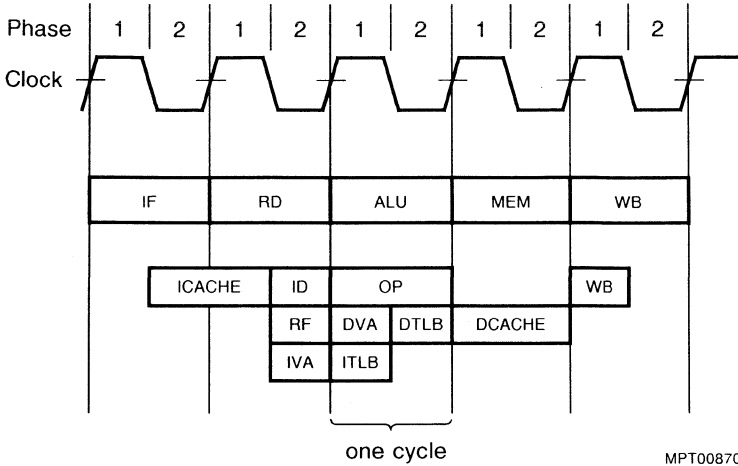 Phase 1 2 1 2 1 2 1 2 1 2
Clock
IF RD ALU MEM WB
ICACHE ID OP WB
RF DVA DTLB DCACHE
IVA ITLB
one cycle
MPT00870